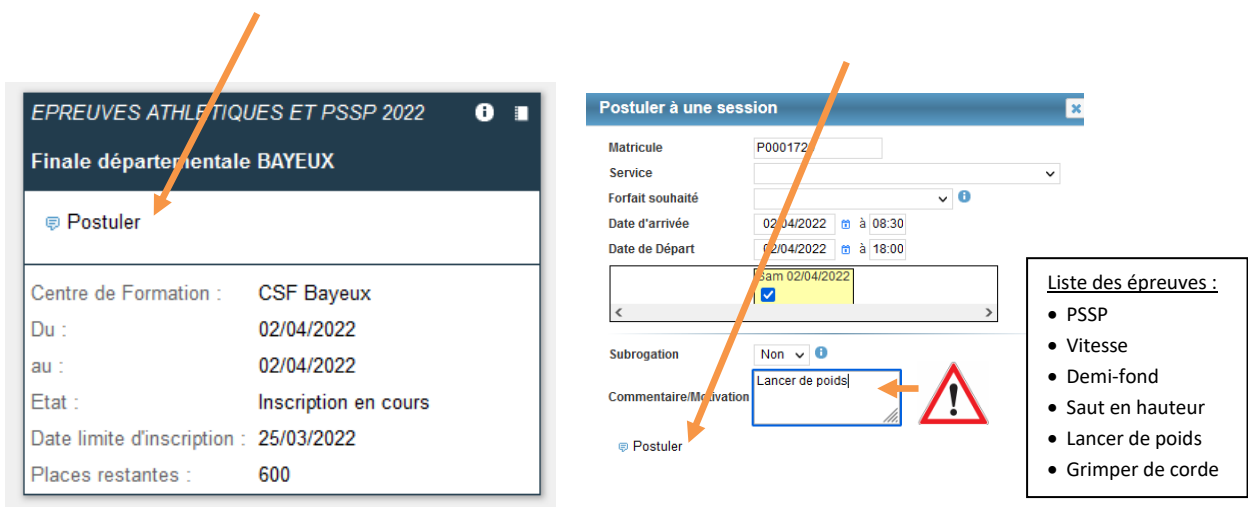 EPREUVES ATHLETIQUES ET PSSP 2022
Finale départementale BAYEUX
Postuler
Centre de Formation : CSF Bayeux
Du : 02/04/2022
au : 02/04/2022
Etat : Inscription en cours
Date limite d'inscription : 25/03/2022
Places restantes : 600
Postuler à une session
Matricule
Service
Forfait souhaité
Date d'arrivée 02/04/2022 à 08:30
Date de Départ 02/04/2022 à 18:00
Sam 02/04/2022
Subrogation Non
Commentaire/Motivation Lancer de poids
Postuler
Liste des épreuves :
• PSSP
• Vitesse
• Demi-fond
• Saut en hauteur
• Lancer de poids
• Grimper de corde